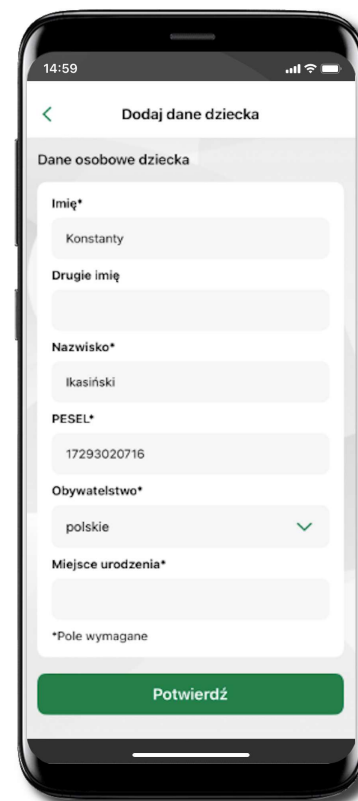 14:59
Dodaj dane dziecka
Dane osobowe dziecka
Imię*
Konstanty
Drugie imię
Nazwisko*
Ikasiński
PESEL*
17293020716
Obywatelstwo*
polskie
Miejsce urodzenia*
*Pole wymagane
Potwierdź